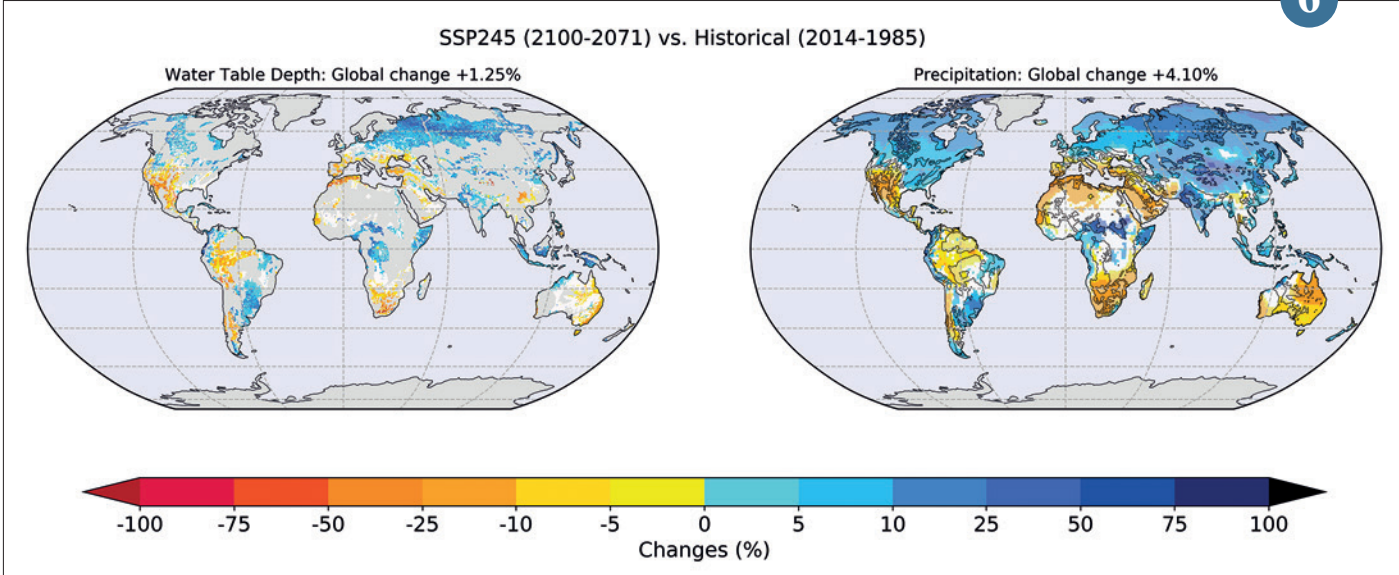 6
SSP245 (2100-2071) vs. Historical (2014-1985)
Water Table Depth: Global change +1.25%
Precipitation: Global change +4.10%
-100 -75 -50 -25 -10 -5 0 5 10 25 50 75 100
Changes (%)